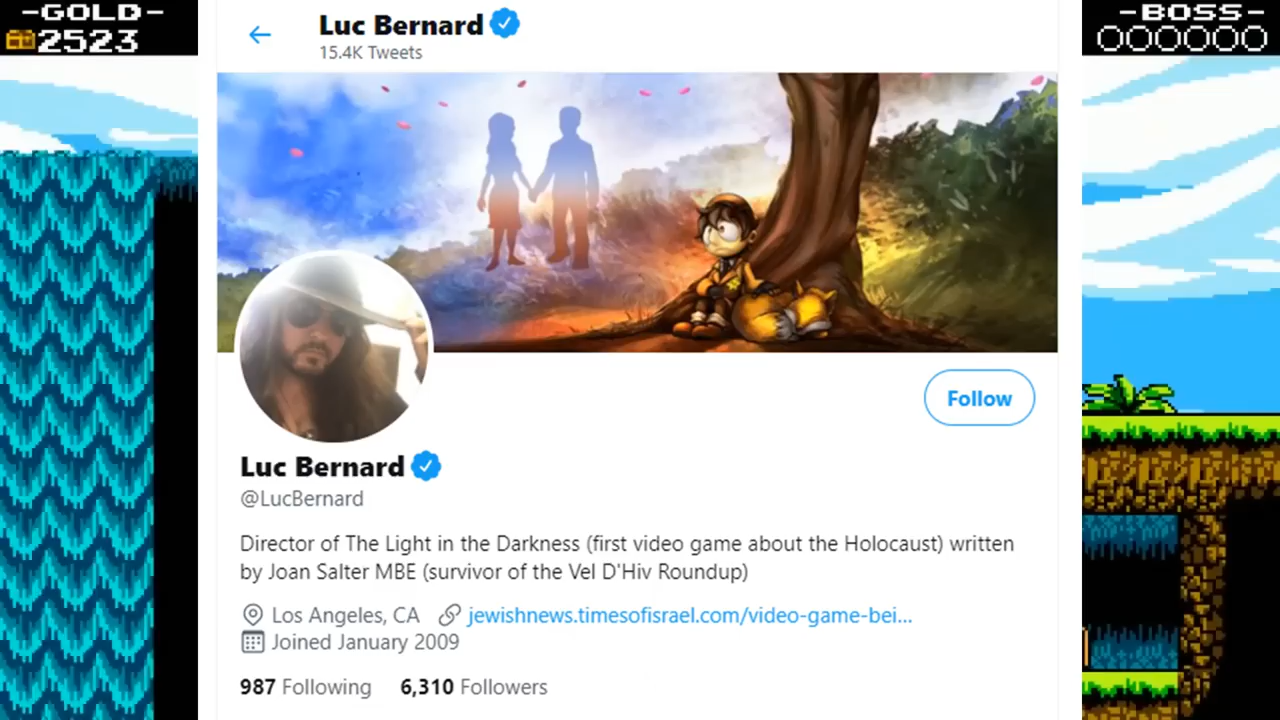 -GOLD-
2523
-BOSS-
Luc Bernard
15.4K Tweets
Follow
Luc Bernard
@LucBernard
Director of The Light in the Darkness (first video game about the Holocaust) written
by Joan Salter MBE (survivor of the Vel D'Hiv Roundup)
Los Angeles, CA jewishnews.timesofisrael.com/video-game-bei...
Joined January 2009
987 Following 6,310 Followers